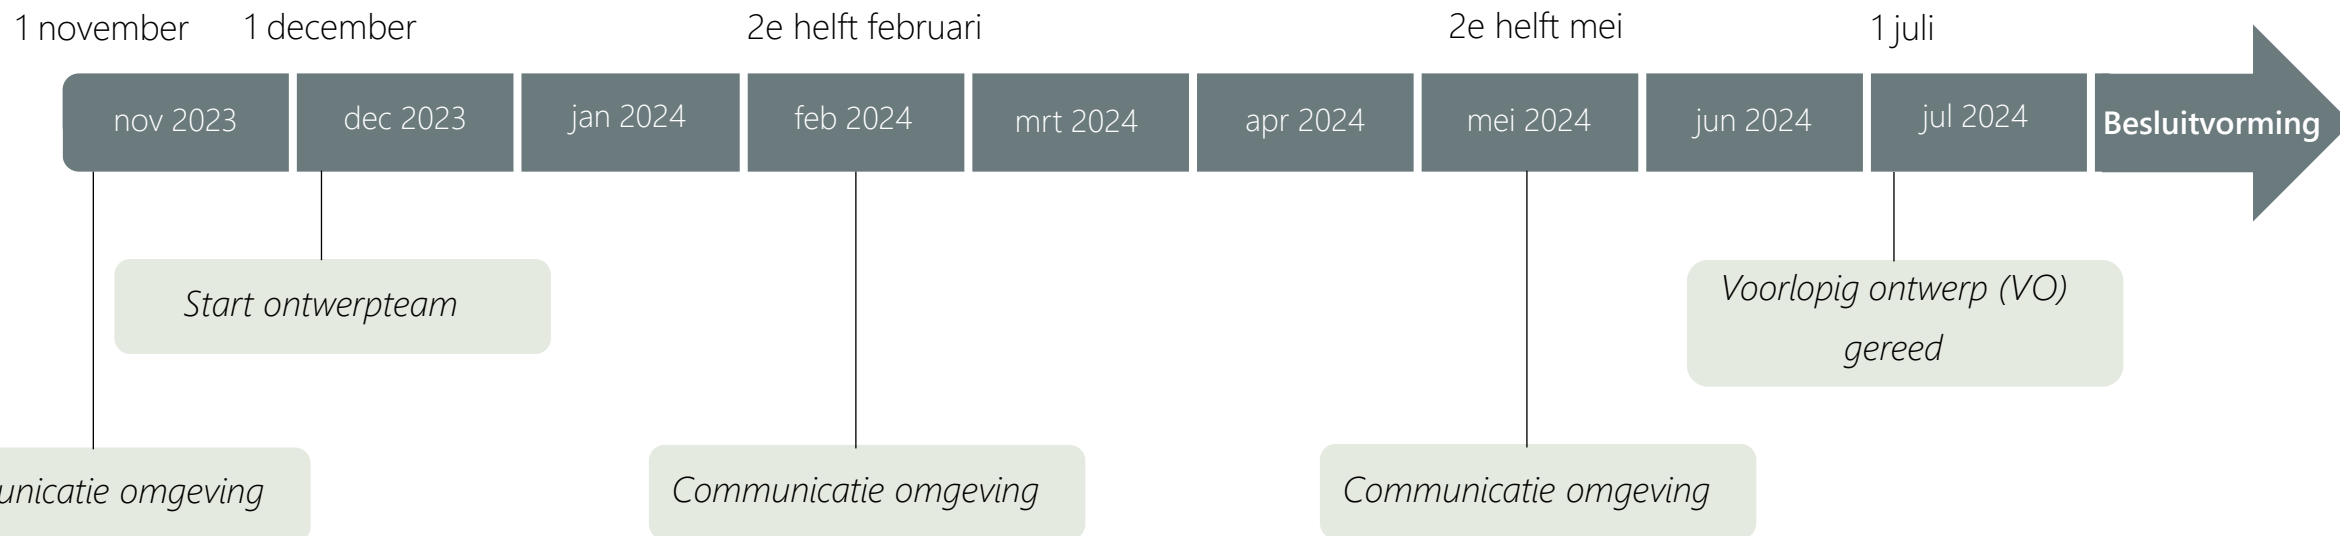 1 november
1 december
2e helft februari
2e helft mei
1 juli
nov 2023
dec 2023
jan 2024
feb 2024
mrt 2024
apr 2024
mei 2024
jun 2024
jul 2024
Besluitvorming
Start ontwerpteam
Voorlopig ontwerp (VO)
gereed
omgeving
Communicatie omgeving
Communicatie omgeving